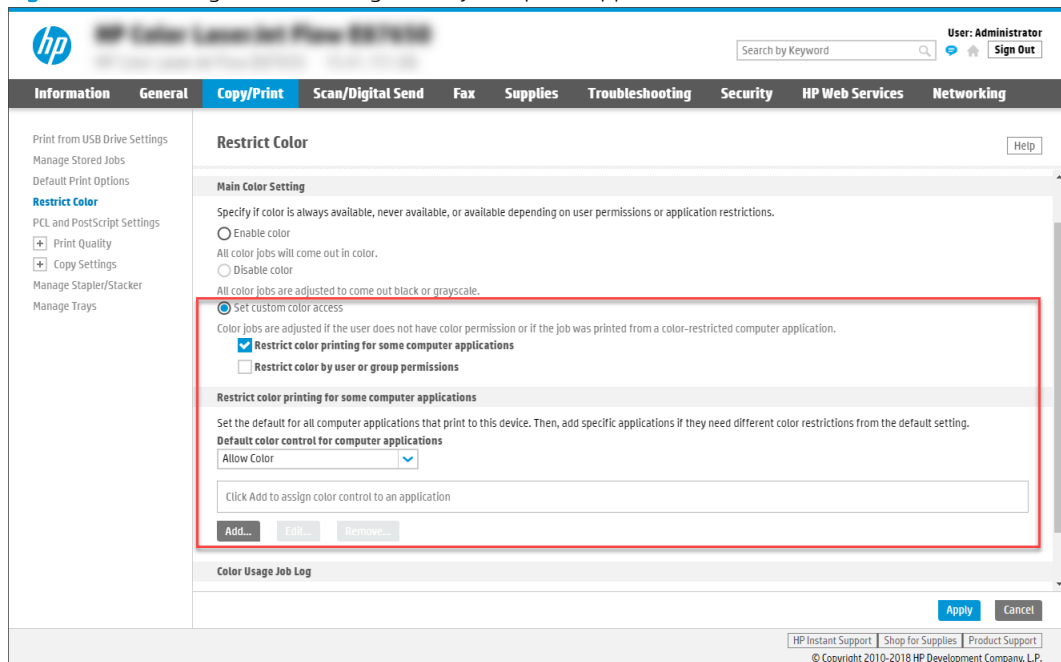 hp
User: Administrator
Search by Keyword
Sign Out
Information General Copy/Print Scan/Digital Send Fax Supplies Troubleshooting Security HP Web Services Networking
Print from USB Drive Settings
Manage Stored Jobs
Default Print Options
Restrict Color
PCL and PostScript Settings
Print Quality
Copy Settings
Manage Stapler/Stacker
Manage Trays
Restrict Color
Help
Main Color Setting
Specify if color is always available, never available, or available depending on user permissions or application restrictions.
Enable color
All color jobs will come out in color.
Disable color
All color jobs are adjusted to come out black or grayscale.
Set custom color access
Color jobs are adjusted if the user does not have color permission or if the job was printed from a color-restricted computer application.
Restrict color printing for some computer applications
Restrict color by user or group permissions
Restrict color printing for some computer applications
Set the default for all computer applications that print to this device. Then, add specific applications if they need different color restrictions from the default setting.
Default color control for computer applications
Allow Color
Click Add to assign color control to an application
Add... Edit... Remove...
Color Usage Job Log
Apply Cancel
HP Instant Support Shop for Supplies Product Support
© Copyright 2010-2018 HP Development Company, L.P.